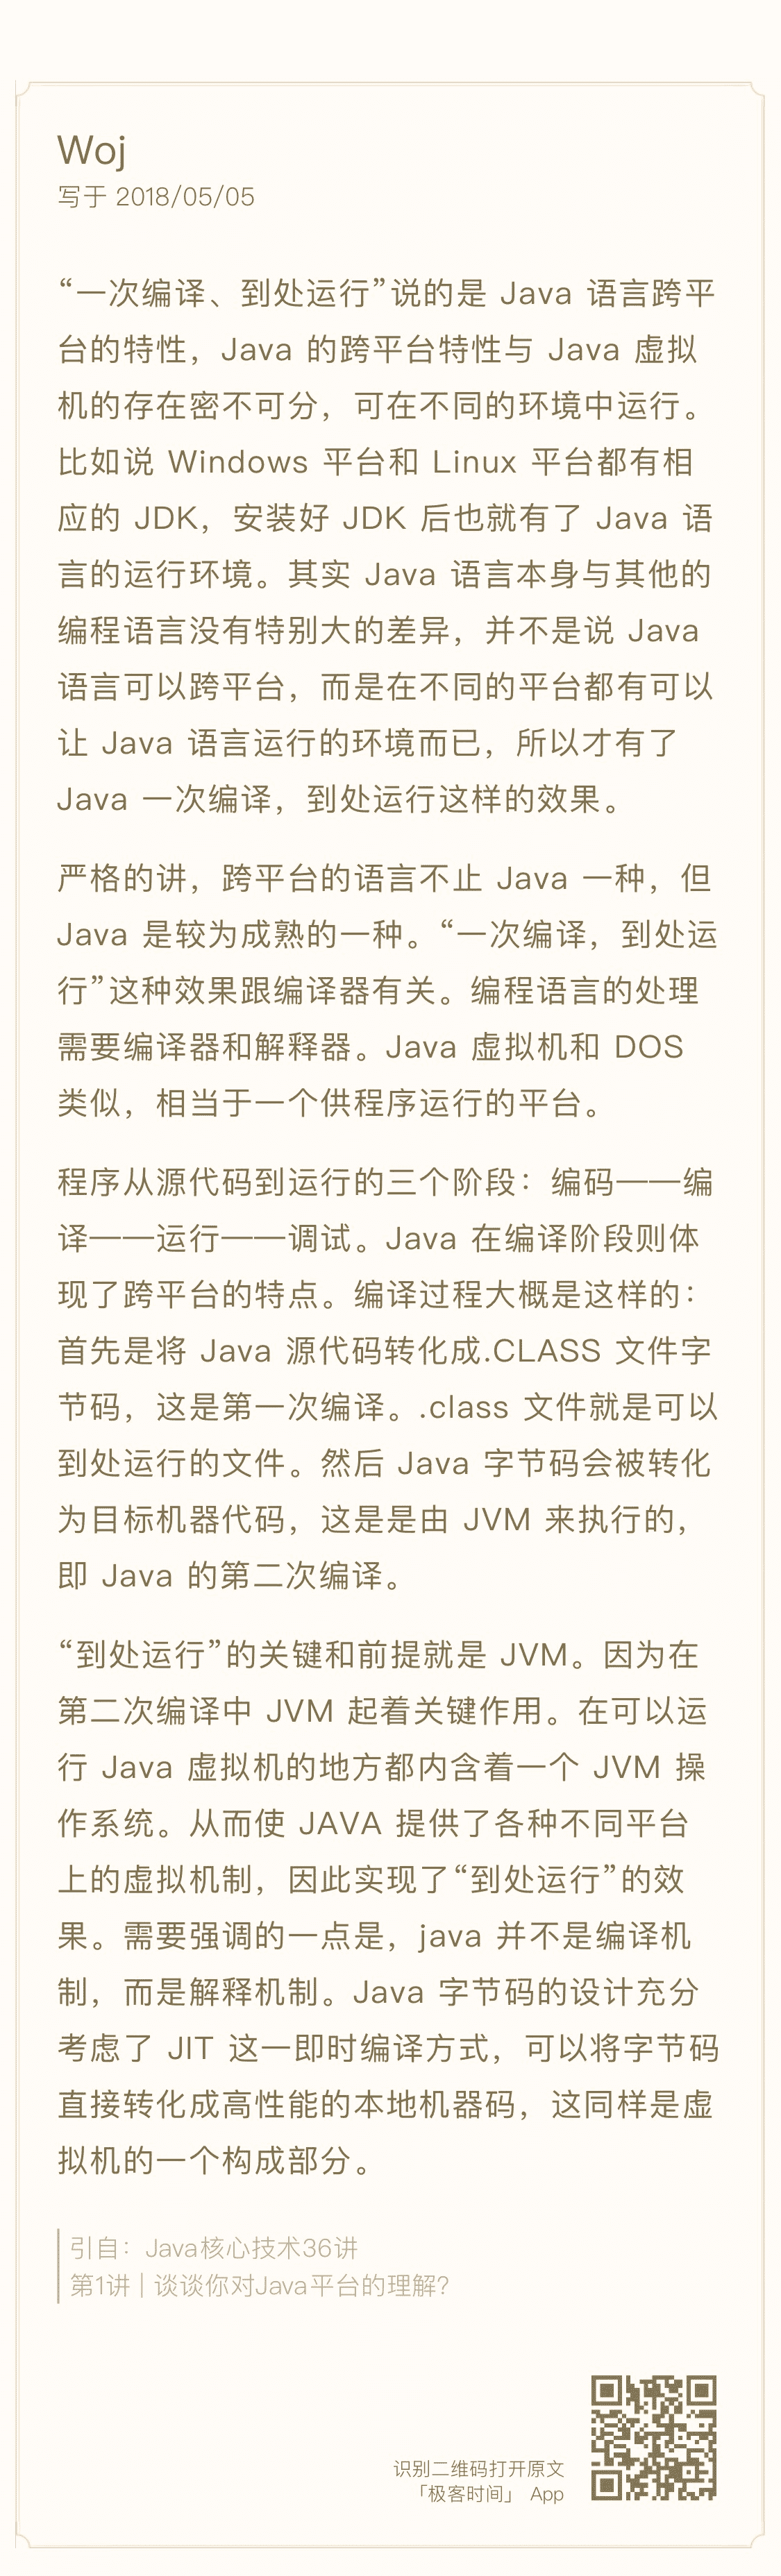 Woj
写于 2018/05/05
“一次编译、到处运行”说的是 Java 语言跨平
台的特性，Java 的跨平台特性与 Java 虚拟
机的存在密不可分，可在不同的环境中运行。
比如说 Windows 平台和 Linux 平台都有相
应的 JDK，安装好 JDK 后也就有了 Java 语
言的运行环境。其实 Java 语言本身与其他的
编程语言没有特别大的差异，并不是说 Java
语言可以跨平台，而是在不同的平台都有可以
让 Java 语言运行的环境而已，所以才有了
Java 一次编译，到处运行这样的效果。
严格的讲，跨平台的语言不止 Java 一种，但
Java 是较为成熟的一种。“一次编译，到处运
行”这种效果跟编译器有关。编程语言的处理
需要编译器和解释器。Java 虚拟机和 DOS
类似，相当于一个供程序运行的平台。
程序从源代码到运行的三个阶段：编码——编
译——运行——调试。Java 在编译阶段则体
现了跨平台的特点。编译过程大概是这样的：
首先是将 Java 源代码转化成.CLASS 文件字
节码，这是第一次编译。.class 文件就是可以
到处运行的文件。然后 Java 字节码会被转化
为目标机器代码，这是是由 JVM 来执行的，
即 Java 的第二次编译。
“到处运行”的关键和前提就是 JVM。因为在
第二次编译中 JVM 起着关键作用。在可以运
行 Java 虚拟机的地方都内含着一个 JVM 操
作系统。从而使 JAVA 提供了各种不同平台
上的虚拟机制，因此实现了“到处运行”的效
果。需要强调的一点是，java 并不是编译机
制，而是解释机制。Java 字节码的设计充分
考虑了 JIT 这一即时编译方式，可以将字节码
直接转化成高性能的本地机器码，这同样是虚
拟机的一个构成部分。
引自：Java核心技术36讲
第1讲 | 谈谈你对Java平台的理解？
识别二维码打开原文
「极客时间」 App